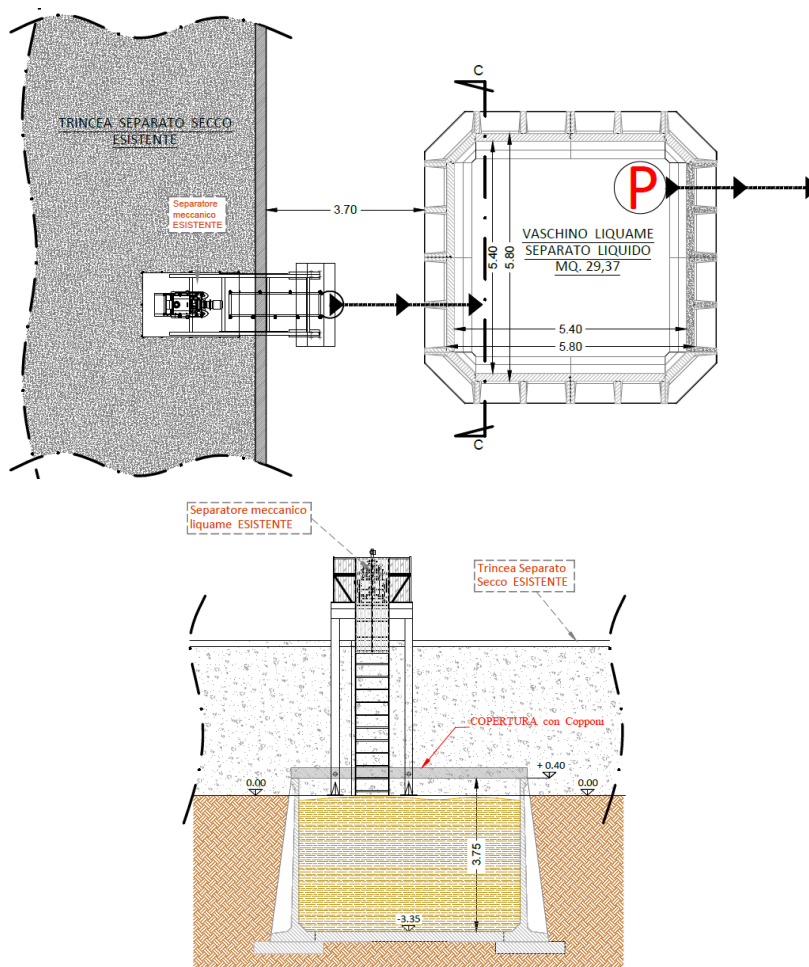 C
TRINCEA SEPARATO SECCO
ESISTENTE
Separatore
meccanico
ESISTENTE
3.70
P
VASCHINO LIQUAME
SEPARATO LIQUIDO
MQ. 29,37
5.40
5.80
5.40
5.80
C
Separatore meccanico
liquame ESISTENTE
Trincea Separato
Secco ESISTENTE
COPERTURA con Copponi
+ 0.40
0.00
0.00
3.75
-3.35